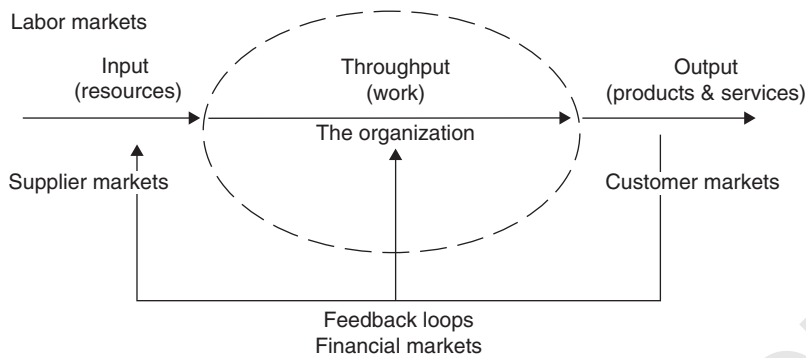 Labor markets
Input
(resources)
Throughput
(work)
Output
(products & services)
The organization
Supplier markets
Customer markets
Feedback loops
Financial markets